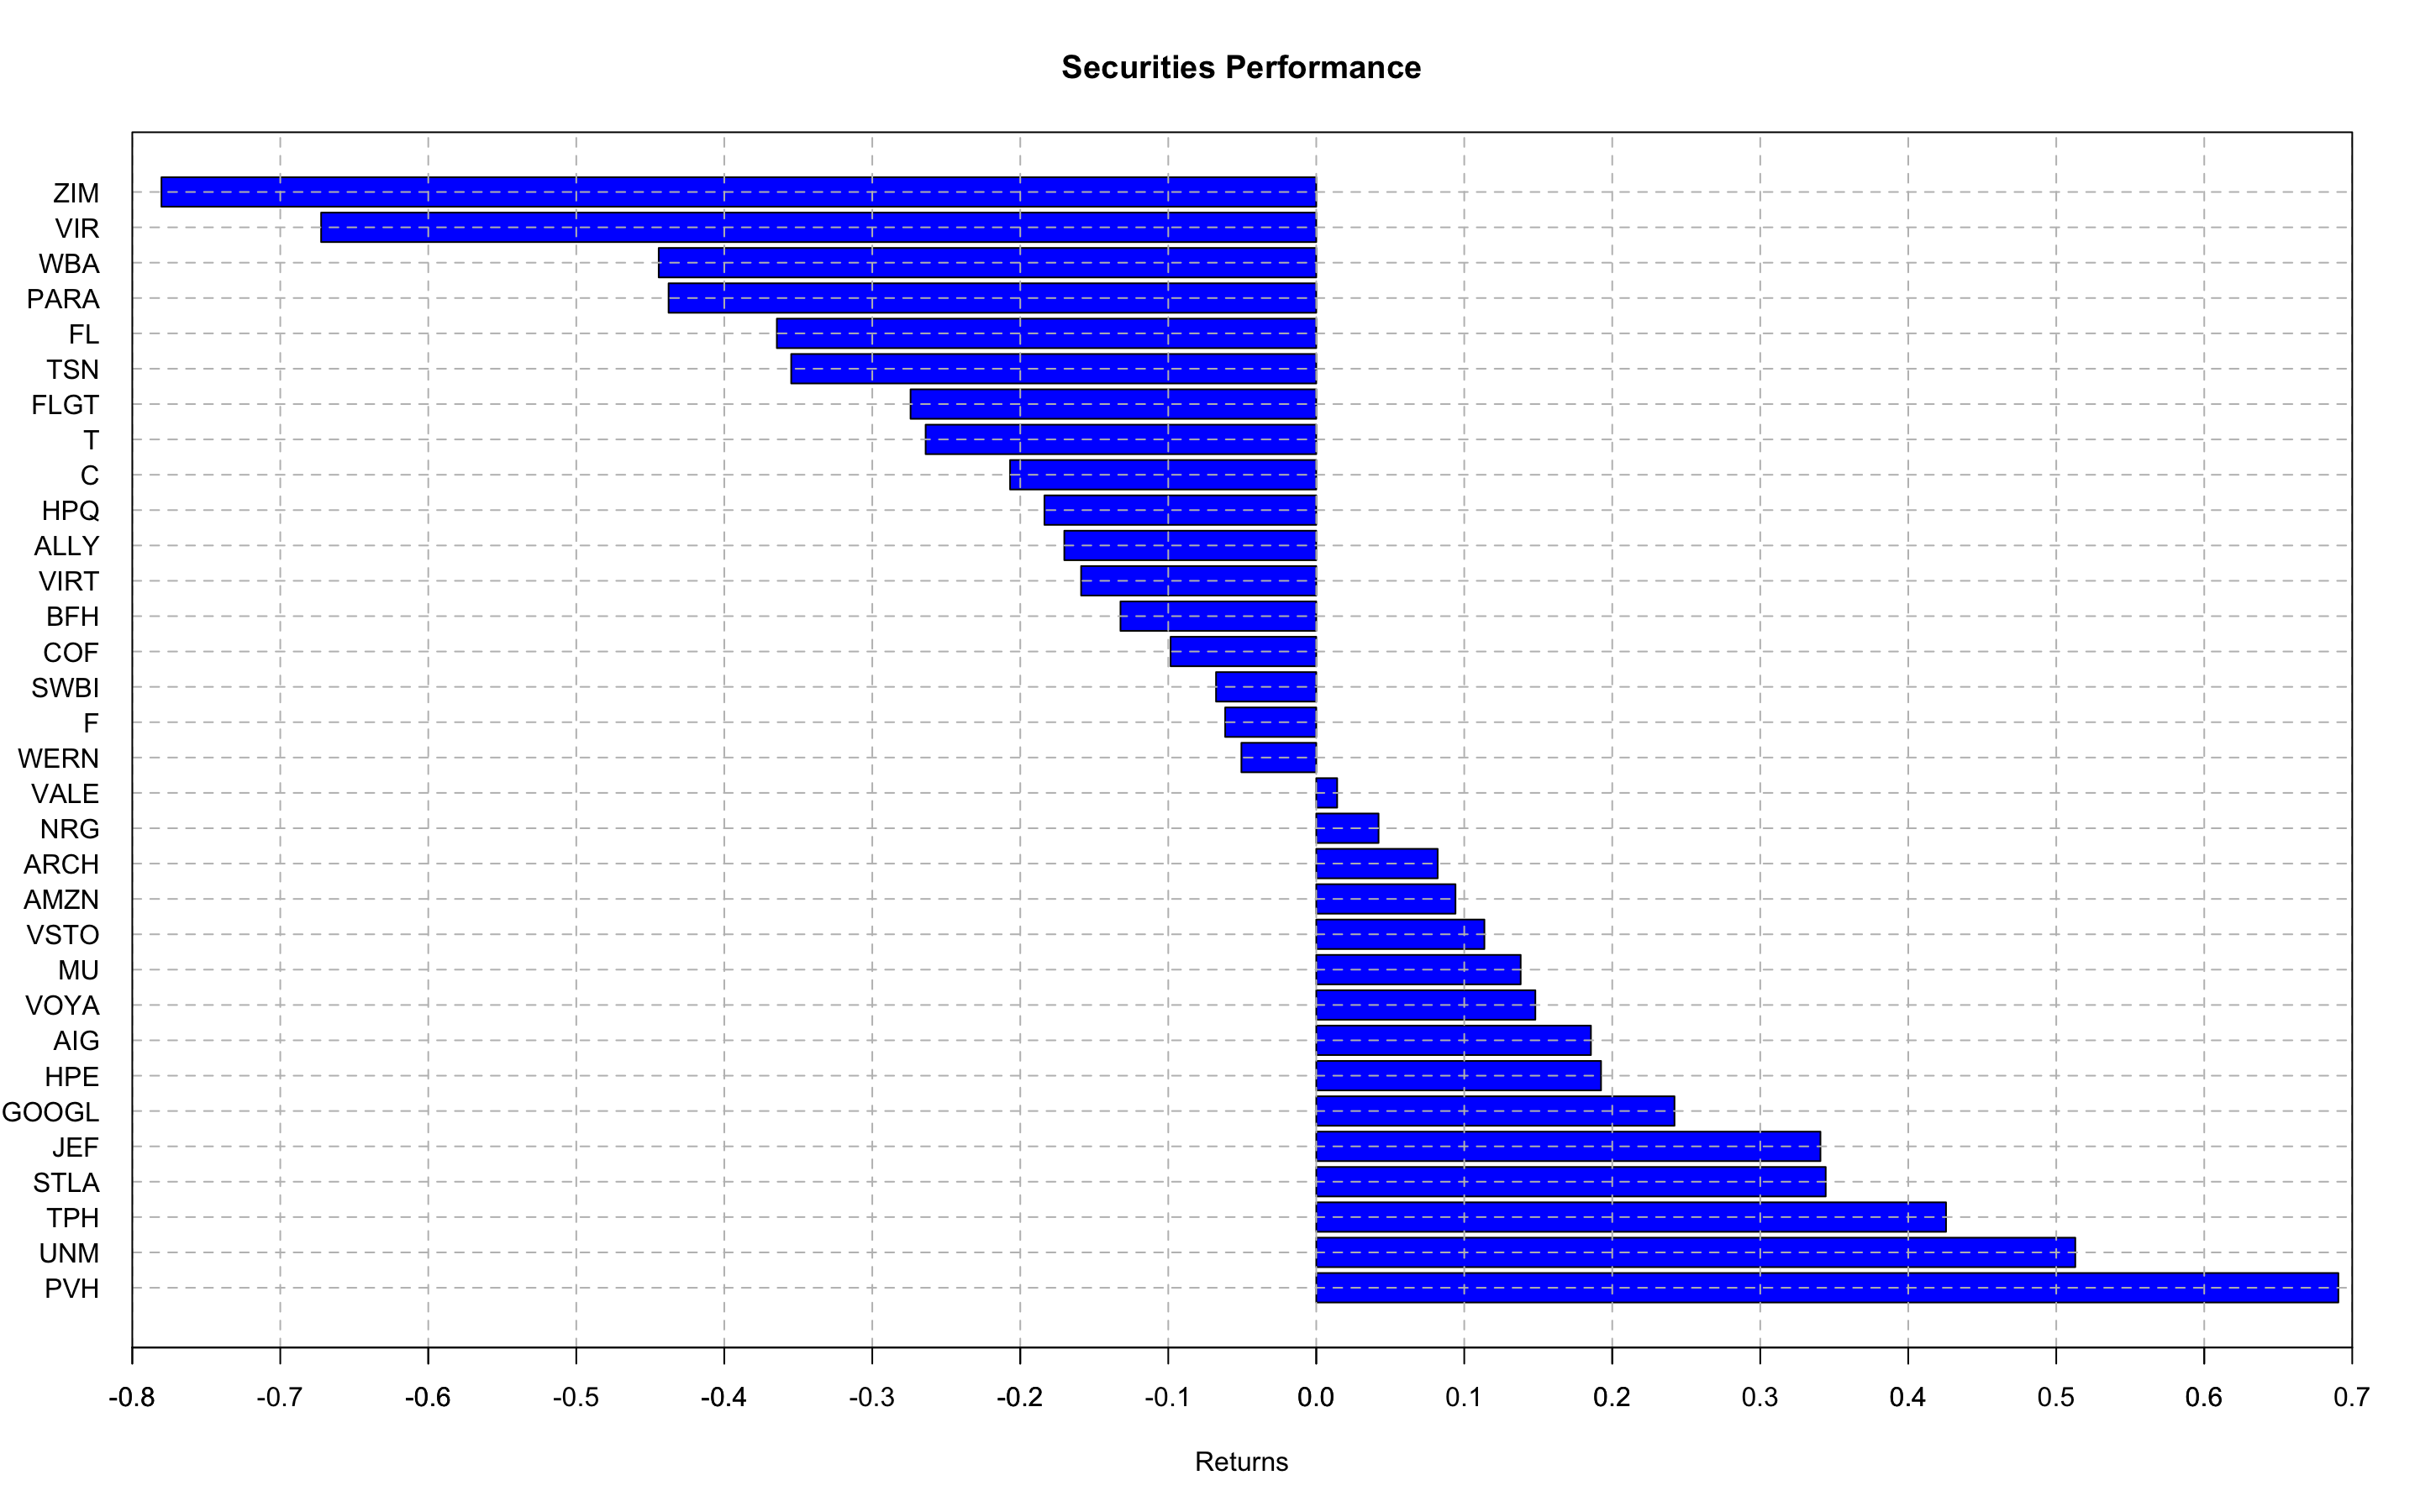 Securities Performance
ZIM
VIR
WBA
PARA
FL
TSN
FLGT
T
C
HPQ
ALLY
VIRT
BFH
COF
SWBI
F
WERN
VALE
NRG
ARCH
AMZN
VSTO
MU
VOYA
AIG
HPE
GOOGL
JEF
STLA
TPH
UNM
PVH
-0.8 -0.7 -0.6 -0.5 -0.4 -0.3 -0.2 -0.1 0.0 0.1 0.2 0.3 0.4 0.5 0.6 0.7
Returns